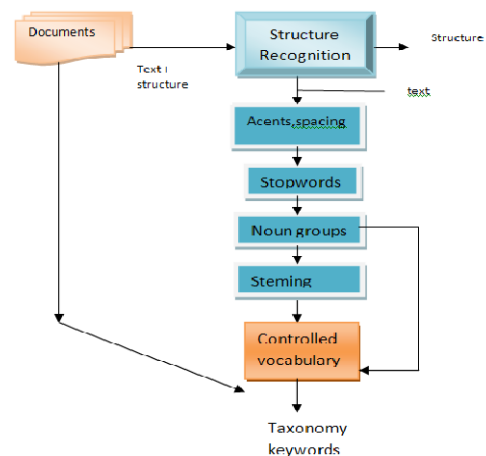 Documents
Structure
Recognition
Structure
Text +
structure
text
Acents,spacing
Stopwords
Noun groups
Steming
Controlled
vocabulary
Taxonomy
keywords